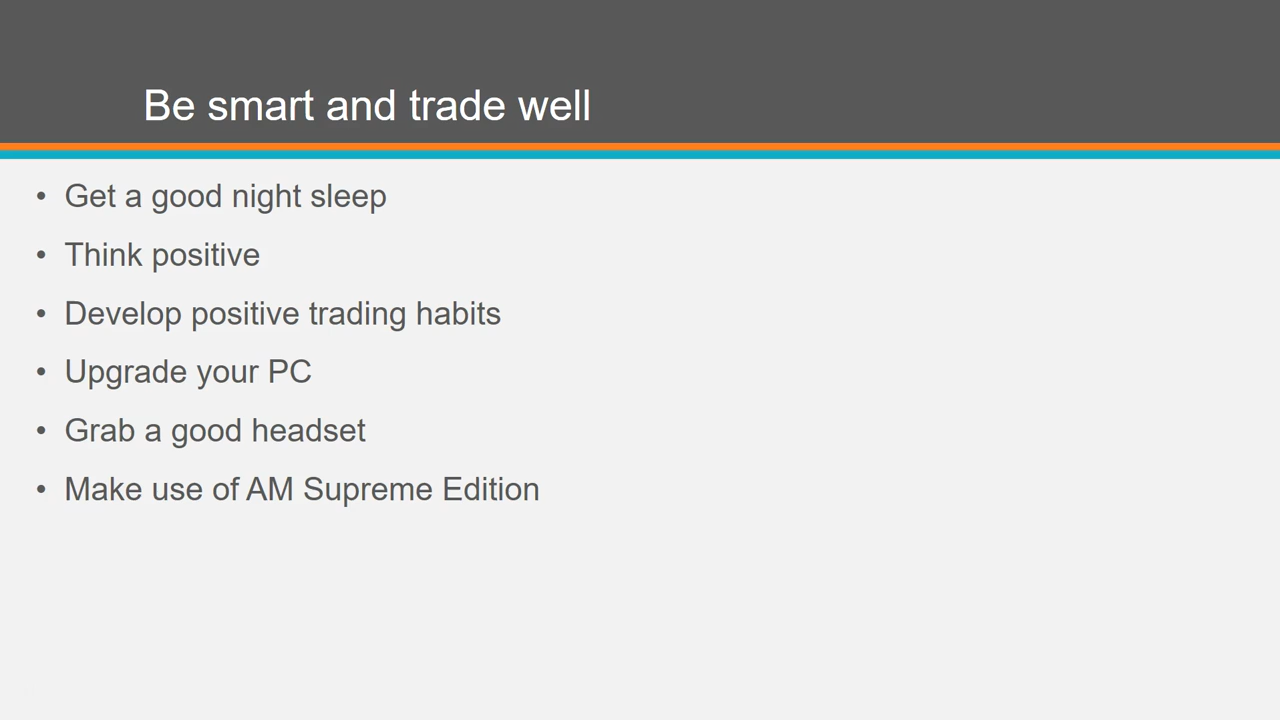 Be smart and trade well
• Get a good night sleep
• Think positive
• Develop positive trading habits
• Upgrade your PC
• Grab a good headset
• Make use of AM Supreme Edition